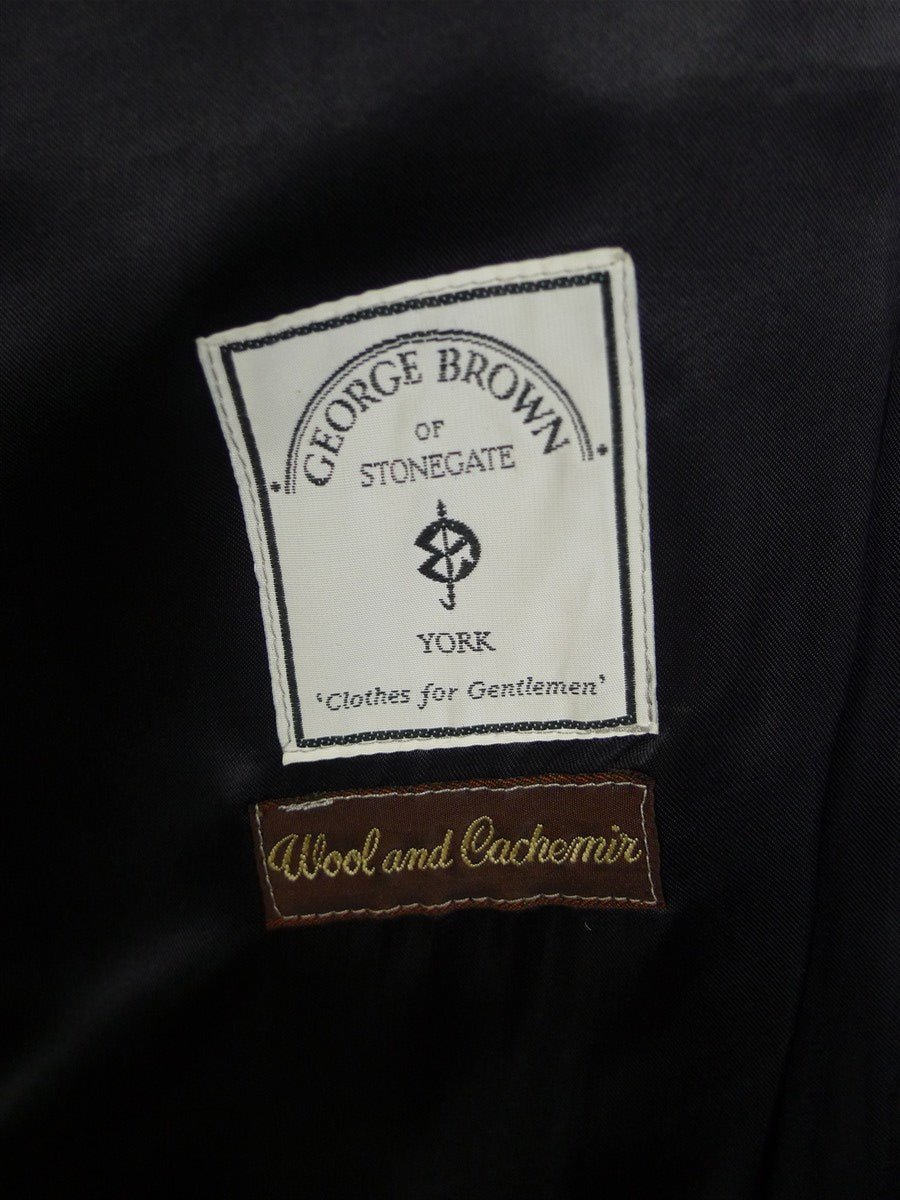 GEORGE BROWN
OF
STONEGATE
YORK
'Clothes for Gentlemen'
Wool and Cachemir